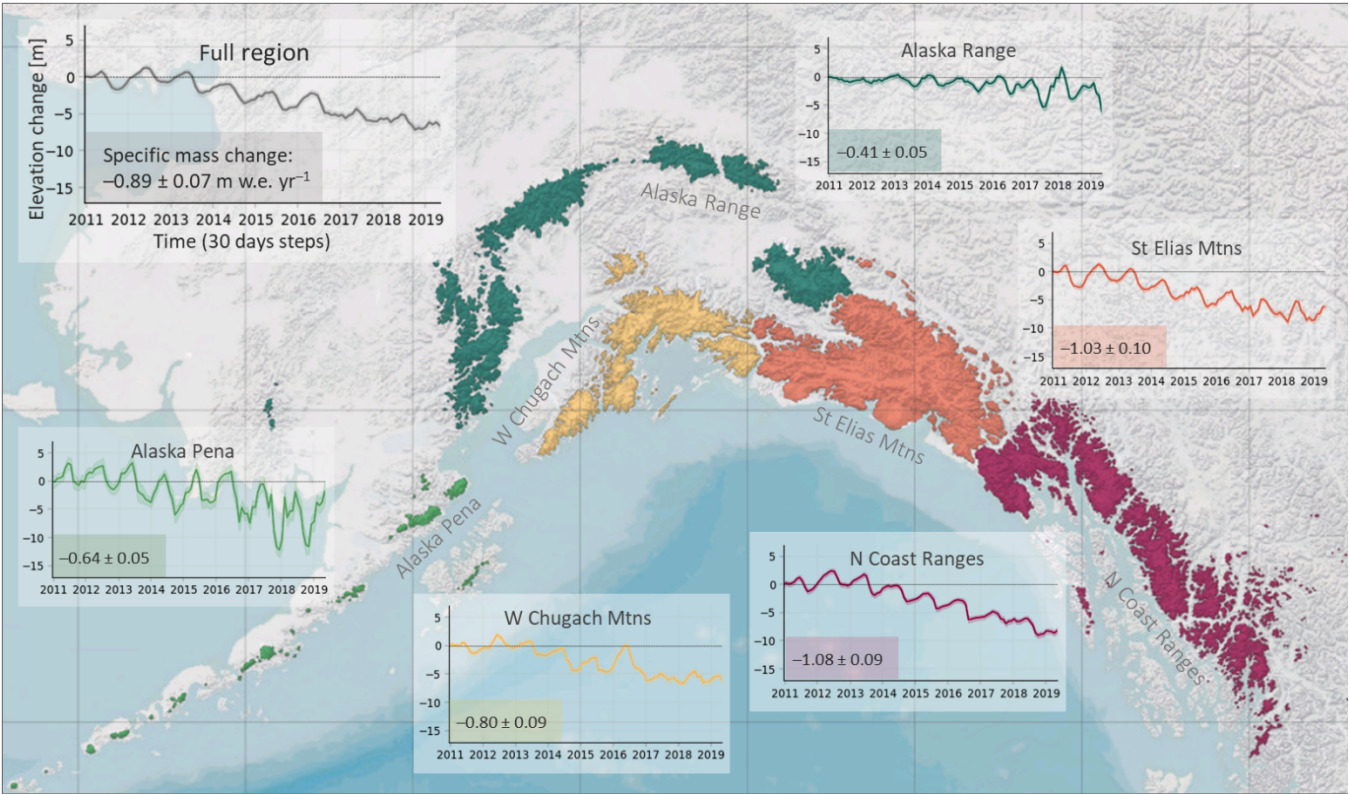 Full region
Elevation change [m]
5
0
−5
−10
−15
Specific mass change:
−0.89 ± 0.07 m w.e. yr⁻¹
2011 2012 2013 2014 2015 2016 2017 2018 2019
Time (30 days steps)
Alaska Range
5
0
−5
−10
−15
−0.41 ± 0.05
2011 2012 2013 2014 2015 2016 2017 2018 2019
Alaska Range
St Elias Mtns
5
0
−5
−10
−15
−1.03 ± 0.10
2011 2012 2013 2014 2015 2016 2017 2018 2019
W Chugach Mtns
St Elias Mtns
Alaska Pena
5
0
−5
−10
−15
−0.64 ± 0.05
2011 2012 2013 2014 2015 2016 2017 2018 2019
Alaska Pena
N Coast Ranges
5
0
−5
−10
−15
−1.08 ± 0.09
2011 2012 2013 2014 2015 2016 2017 2018 2019
N Coast Ranges
W Chugach Mtns
5
0
−5
−10
−15
−0.80 ± 0.09
2011 2012 2013 2014 2015 2016 2017 2018 2019